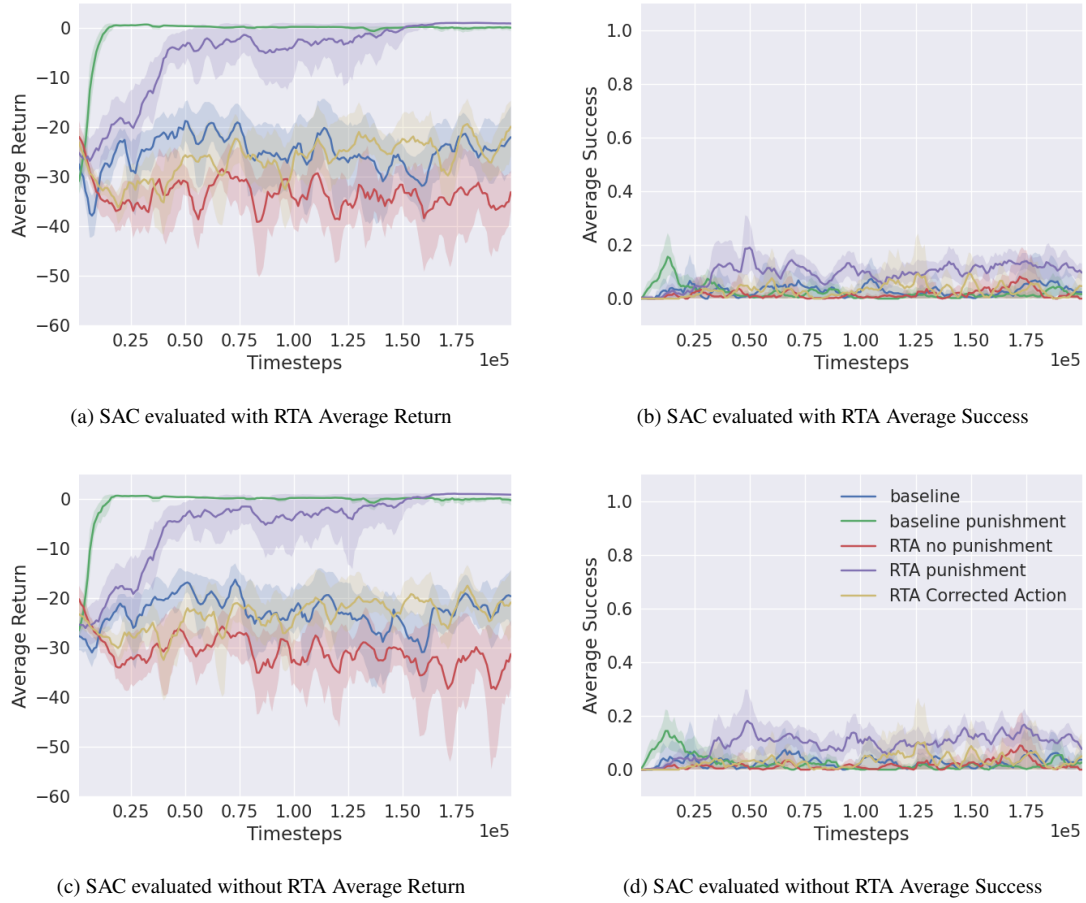 0
−10
−20
−30
−40
−50
−60
Average Return
0.25 0.50 0.75 1.00 1.25 1.50 1.75
1e5
Timesteps
(a) SAC evaluated with RTA Average Return
1.0
0.8
0.6
0.4
0.2
0.0
Average Success
0.25 0.50 0.75 1.00 1.25 1.50 1.75
1e5
Timesteps
(b) SAC evaluated with RTA Average Success
0
−10
−20
−30
−40
−50
−60
Average Return
0.25 0.50 0.75 1.00 1.25 1.50 1.75
1e5
Timesteps
(c) SAC evaluated without RTA Average Return
1.0
0.8
0.6
0.4
0.2
0.0
Average Success
baseline
baseline punishment
RTA no punishment
RTA punishment
RTA Corrected Action
0.25 0.50 0.75 1.00 1.25 1.50 1.75
1e5
Timesteps
(d) SAC evaluated without RTA Average Success